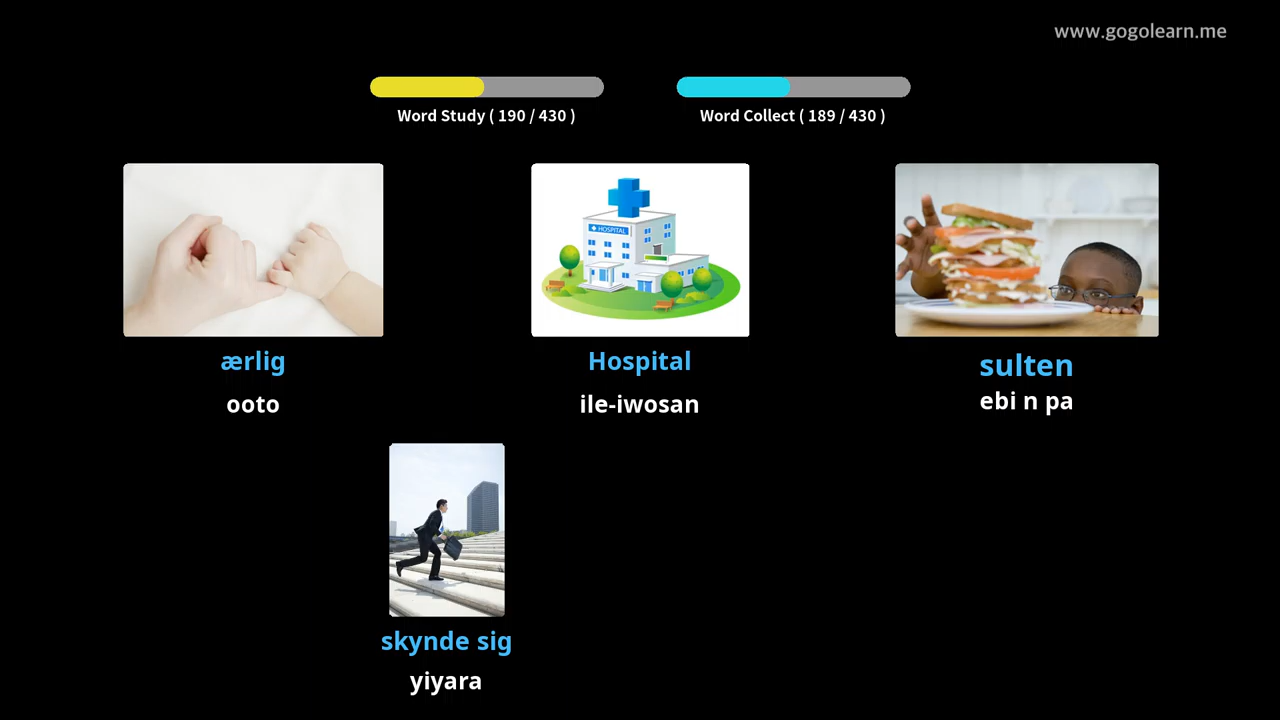 www.gogolearn.me
Word Study ( 190 / 430 )
Word Collect ( 189 / 430 )
HOSPITAL
ærlig
ooto
Hospital
ile-iwosan
sulten
ebi n pa
skynde sig
yiyara